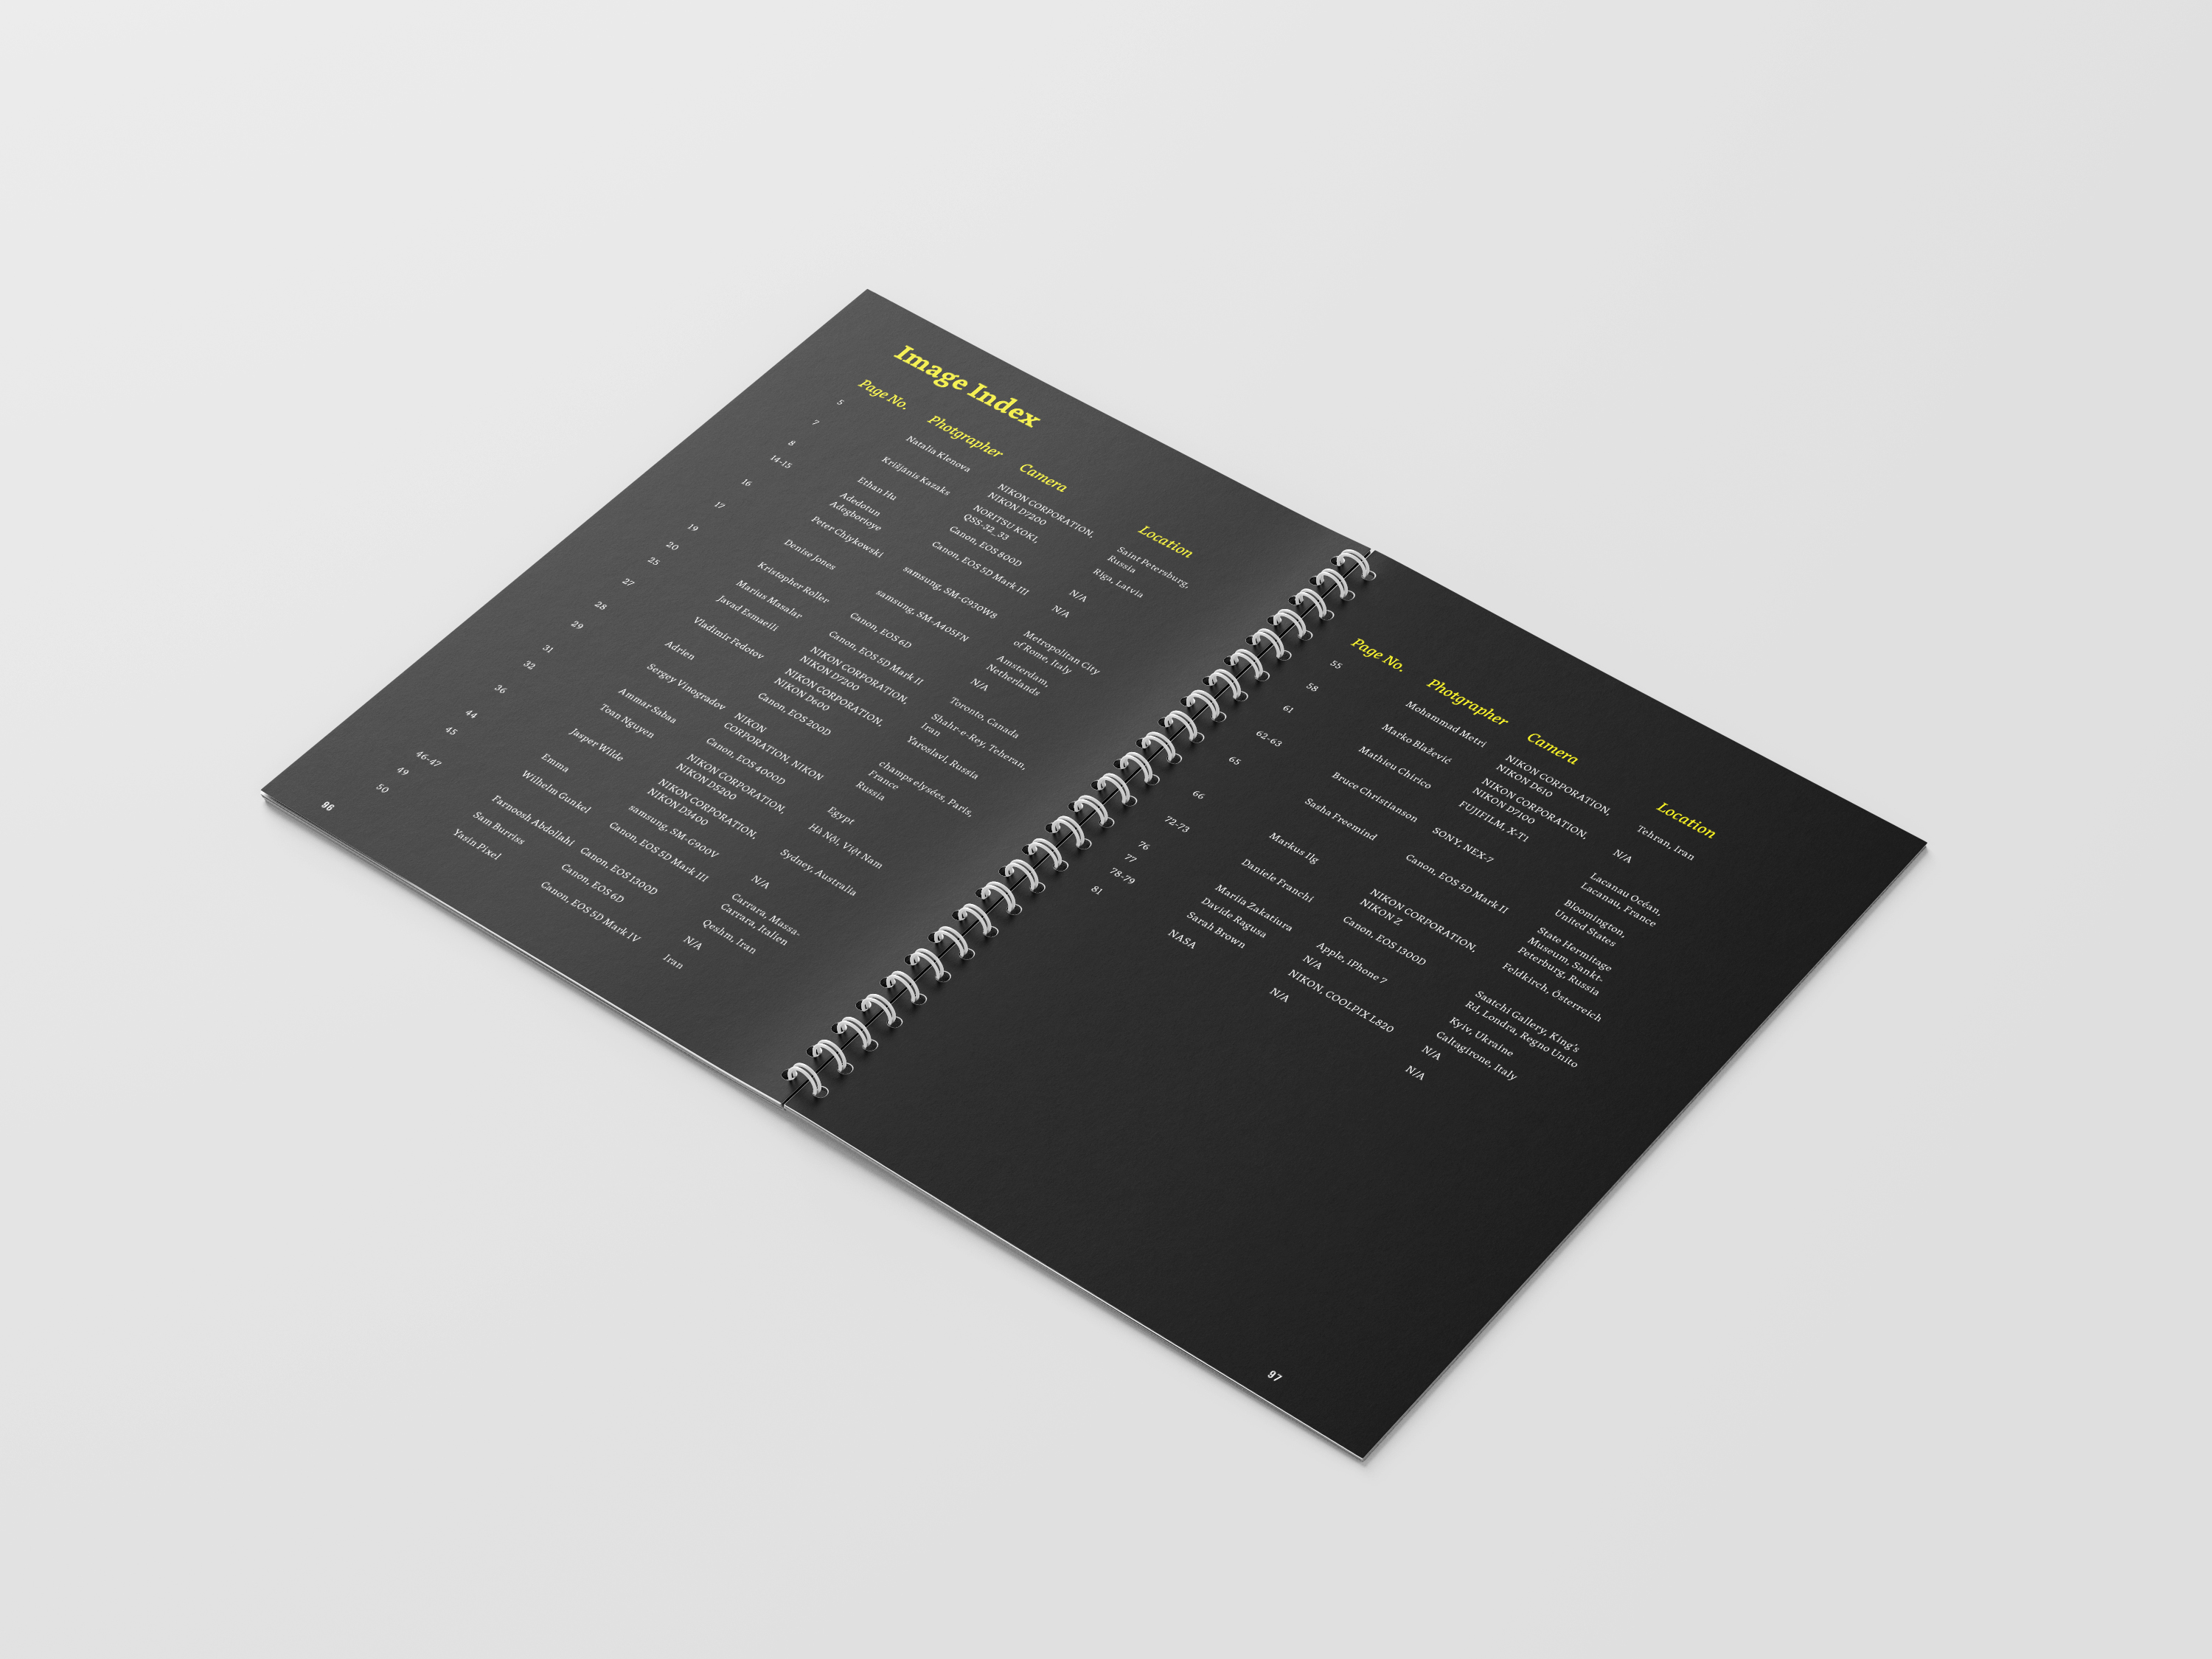 Image Index
Page No.
Photgrapher
Camera
Location
5
Natalia Klenova
NIKON CORPORATION,
NIKON D7200
Saint Petersburg,
Russia
7
Krišjānis Kazaks
NORITSU KOKI,
QSS-32_33
Riga, Latvia
8
Ethan Hu
Canon, EOS 800D
N/A
14-15
Adedotun
Adegborioye
Canon, EOS 5D Mark III
N/A
16
Peter Chiykowski
samsung, SM-G930W8
Metropolitan City
of Rome, Italy
17
Denise Jones
samsung, SM-A405FN
Amsterdam,
Netherlands
19
Kristopher Roller
Canon, EOS 6D
N/A
20
Marius Masalar
Canon, EOS 5D Mark II
Toronto, Canada
25
Javad Esmaeili
NIKON CORPORATION,
NIKON D7200
Shahr-e-Rey, Teheran,
Iran
27
Vladimir Fedotov
NIKON CORPORATION,
NIKON D600
Yaroslavl, Russia
28
Adrien
Canon, EOS 200D
champs elysées, Paris,
France
29
Sergey Vinogradov
NIKON
CORPORATION, NIKON
Russia
31
Ammar Sabaa
Canon, EOS 4000D
Egypt
32
Toan Nguyen
NIKON CORPORATION,
NIKON D5200
Hà Nội, Việt Nam
36
Jasper Wilde
NIKON CORPORATION,
NIKON D3400
Sydney, Australia
44
Emma
samsung, SM-G900V
N/A
45
Wilhelm Gunkel
Canon, EOS 5D Mark III
Carrara, Massa-
Carrara, Italien
46-47
Farnoosh Abdollahi
Canon, EOS 1300D
Qeshm, Iran
49
Sam Burriss
Canon, EOS 6D
N/A
50
Yasin Pixel
Canon, EOS 5D Mark IV
Iran
96
Page No.
Photgrapher
Camera
Location
55
Mohammad Metri
NIKON CORPORATION,
NIKON D610
Tehran, Iran
58
Marko Blažević
NIKON CORPORATION,
NIKON D7100
N/A
61
Mathieu Chirico
FUJIFILM, X-T1
Lacanau Océan,
Lacanau, France
62-63
Bruce Christianson
SONY, NEX-7
Bloomington,
United States
65
Sasha Freemind
Canon, EOS 5D Mark II
State Hermitage
Museum, Sankt-
Peterburg, Russia
66
Markus Ilg
NIKON CORPORATION,
NIKON Z
Feldkirch, Österreich
72-73
Daniele Franchi
Canon, EOS 1300D
Saatchi Gallery, King's
Rd, Londra, Regno Unito
76
Mariia Zakatiura
Apple, iPhone 7
Kyiv, Ukraine
77
Davide Ragusa
N/A
Caltagirone, Italy
78-79
Sarah Brown
NIKON, COOLPIX L820
N/A
81
NASA
N/A
N/A
97